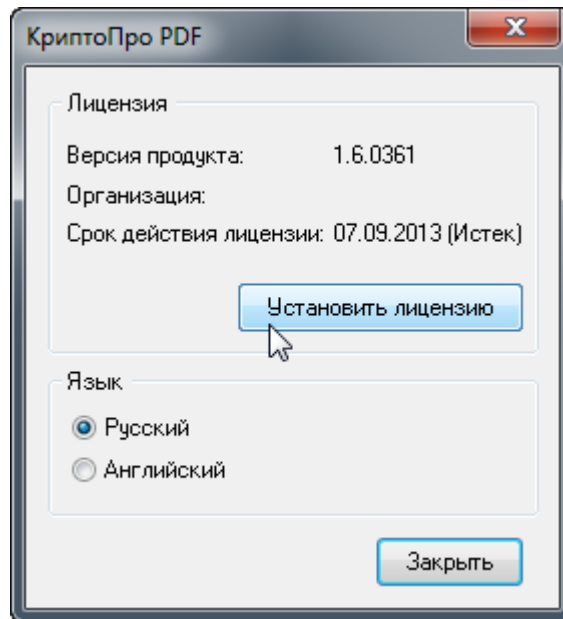 КриптоПро PDF
Лицензия
Версия продукта: 1.6.0361
Организация:
Срок действия лицензии: 07.09.2013 (Истек)
Установить лицензию
Язык
Русский
Английский
Закрыть